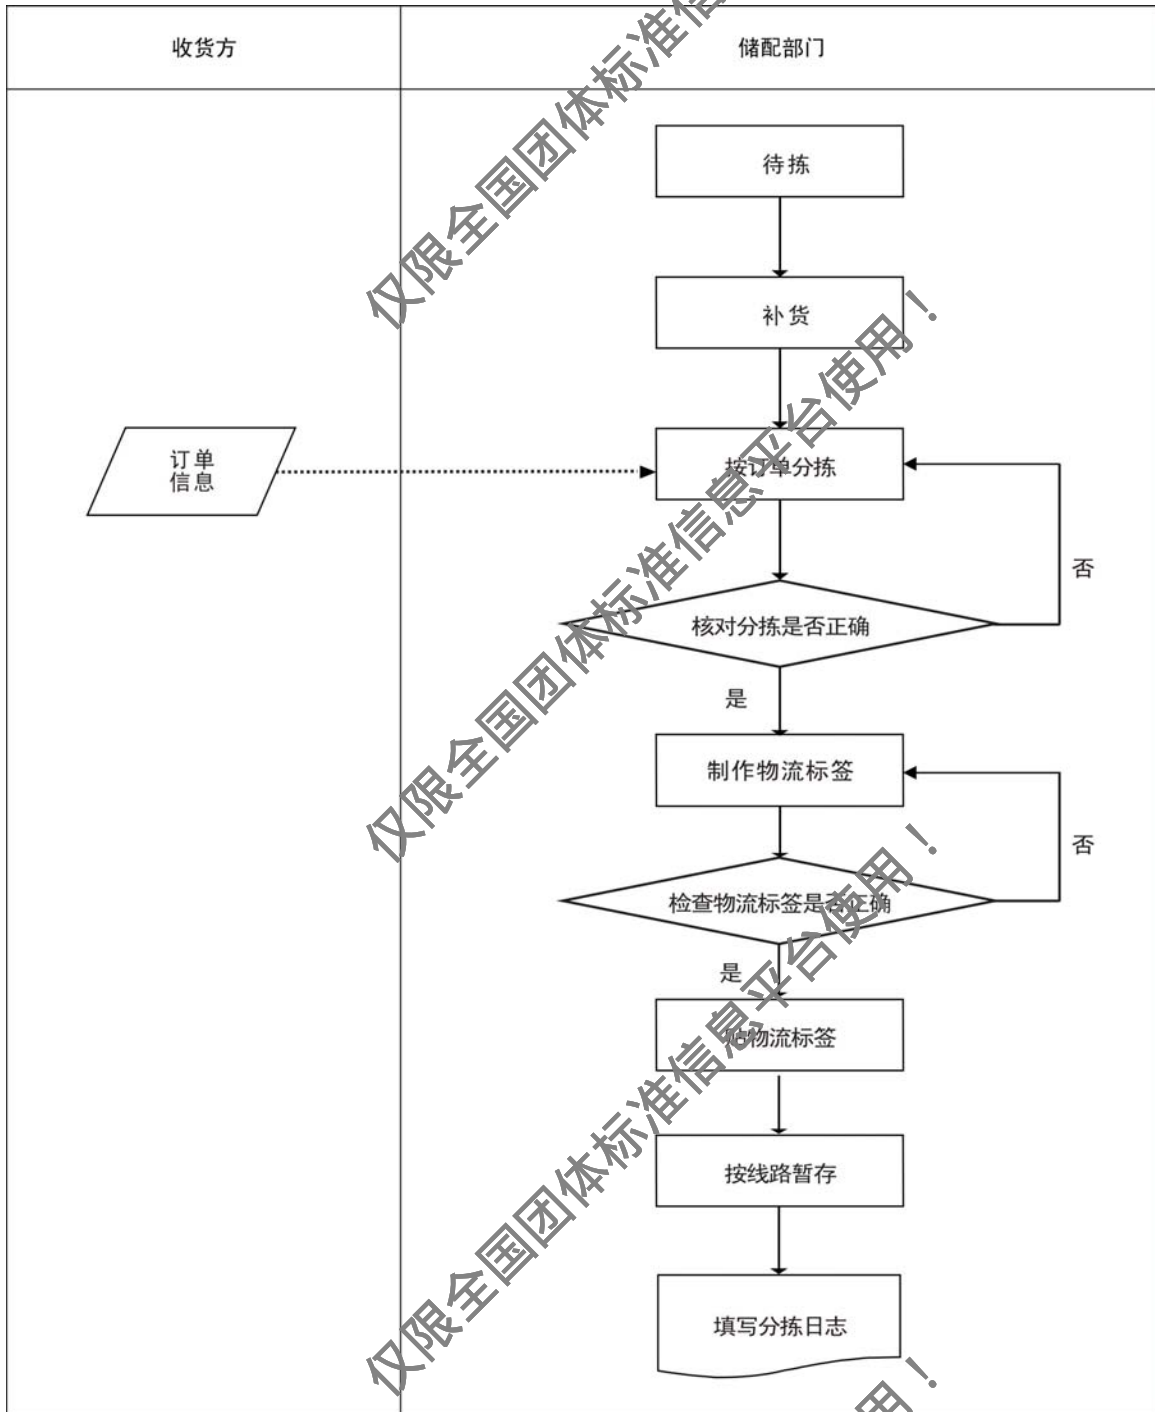 收货方
储配部门
待拣
补货
订单
信息
按订单分拣
否
核对分拣是否正确
是
制作物流标签
否
检查物流标签是否正确
是
贴物流标签
按线路暂存
填写分拣日志
仅限全国团体标准信
仅限全国团体标准信息平台使用！
仅限全国团体标准信息平台使用！
用！